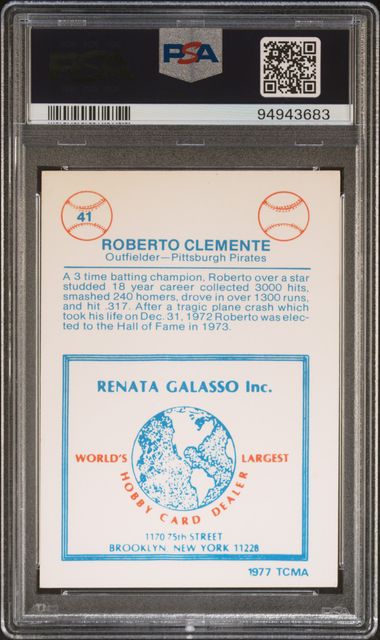 PSA
PSA
94943683
41
ROBERTO CLEMENTE
Outfielder—Pittsburgh Pirates
A 3 time batting champion, Roberto over a star
studded 18 year career collected 3000 hits,
smashed 240 homers, drove in over 1300 runs,
and hit .317. After a tragic plane crash which
took his life on Dec. 31, 1972 Roberto was elec-
ted to the Hall of Fame in 1973.
RENATA GALASSO Inc.
WORLD'S LARGEST
HOBBY CARD DEALER
1170 75th STREET
BROOKLYN, NEW YORK 11228
1977 TCMA